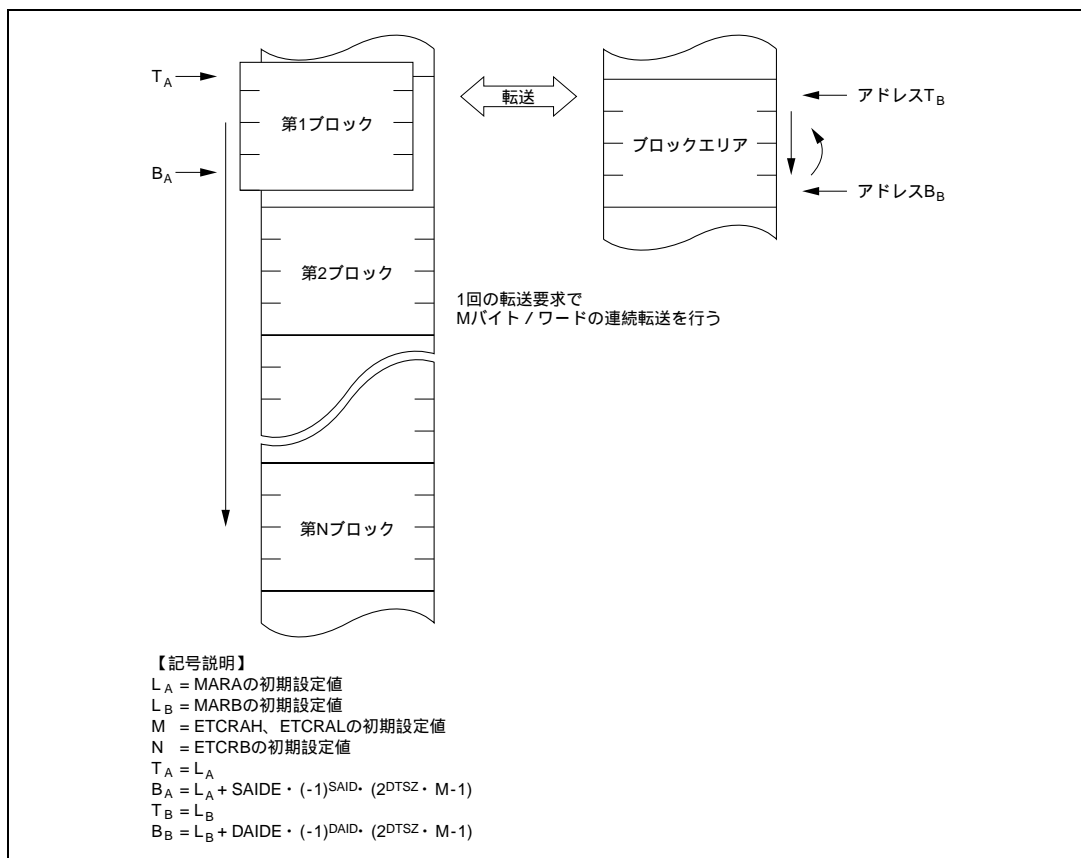 TA
BA
第1ブロック
転送
アドレスTB
ブロックエリア
アドレスBB
第2ブロック
1回の転送要求で
Mバイト / ワードの連続転送を行う
第Nブロック
【記号説明】
LA = MARAの初期設定値
LB = MARBの初期設定値
M = ETCRAH、ETCRALの初期設定値
N = ETCRBの初期設定値
TA = LA
BA = LA + SAIDE・(-1)SAID・(2DTSZ・M-1)
TB = LB
BB = LB + DAIDE・(-1)DAID・(2DTSZ・M-1)